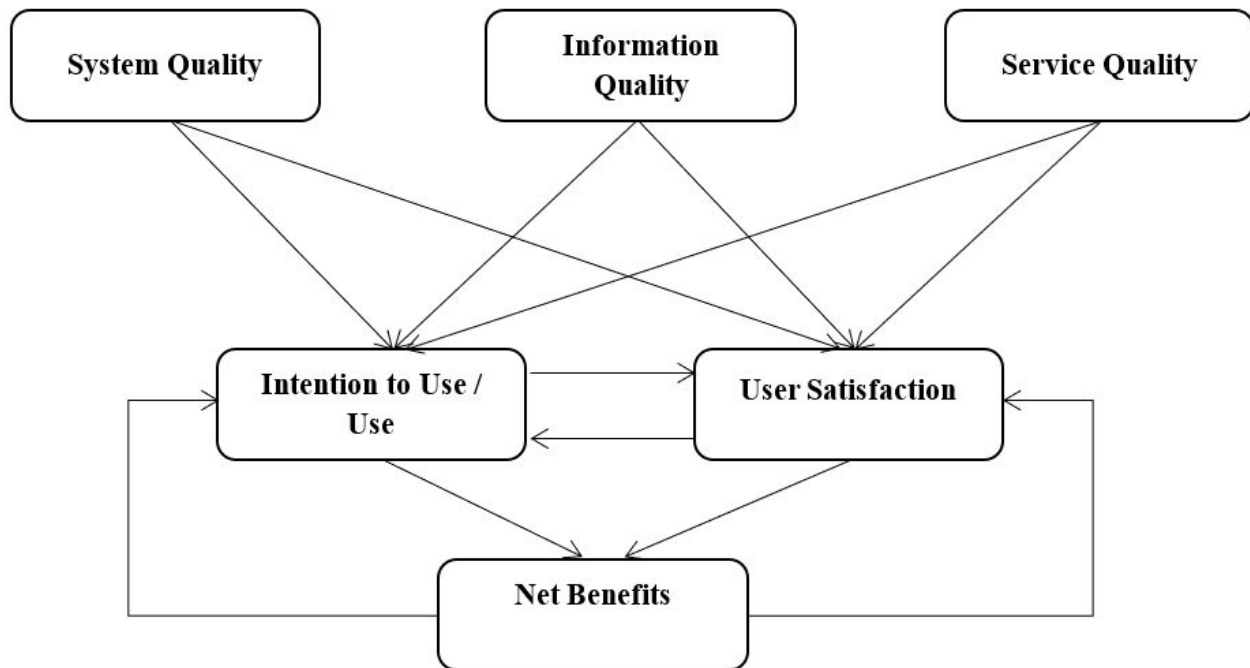 System Quality
Information
Quality
Service Quality
Intention to Use /
Use
User Satisfaction
Net Benefits